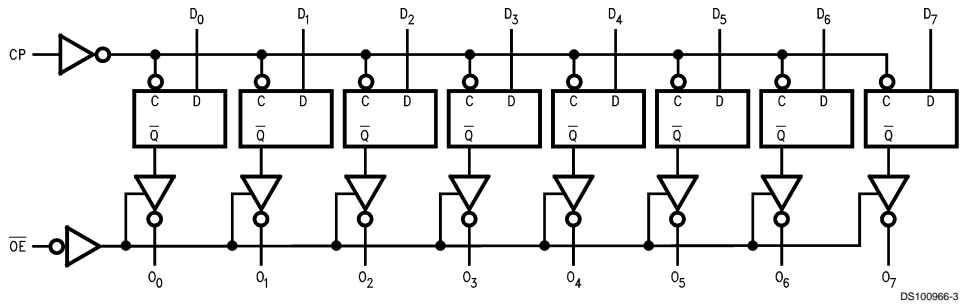 D₀ D₁ D₂ D₃ D₄ D₅ D₆ D₇
CP
C D C D C D C D C D C D C D C D
Q̅ Q̅ Q̅ Q̅ Q̅ Q̅ Q̅ Q̅
O̅E̅
O₀ O₁ O₂ O₃ O₄ O₅ O₆ O₇
DS100966-3